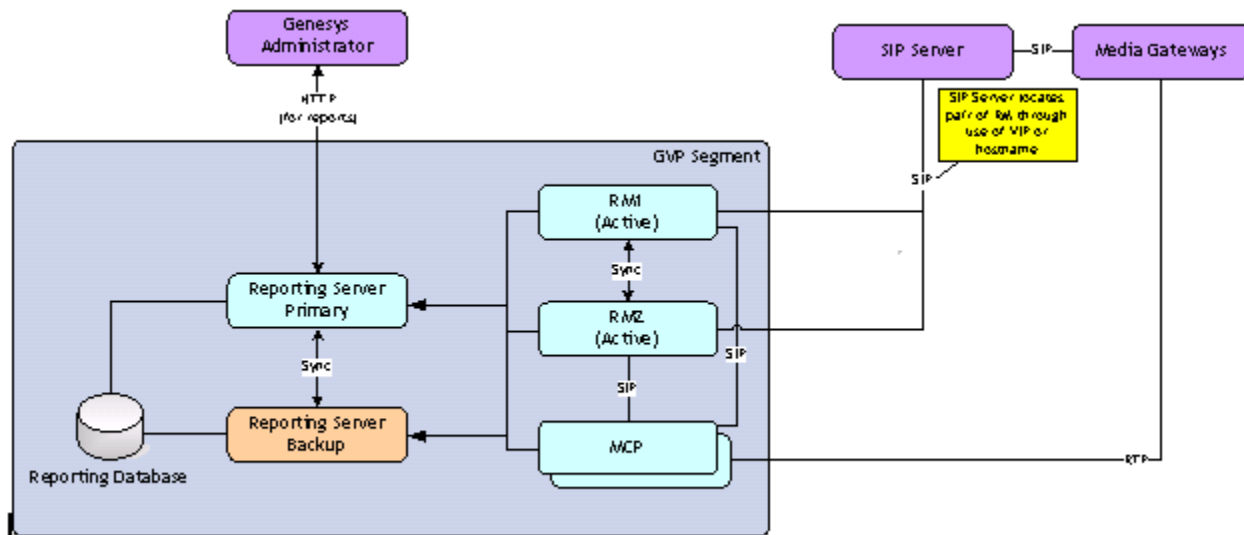 Genesys
Administrator
SIP Server
SIP
Media Gateways
HTTP
(for reports)
SIP Server locates
pair of RM through
use of VIP or
hostname
GVP Segment
SIP
RM1
(Active)
Sync
Reporting Server
Primary
RM2
(Active)
SIP
Sync
SIP
Reporting Server
Backup
MCP
RTP
Reporting Database